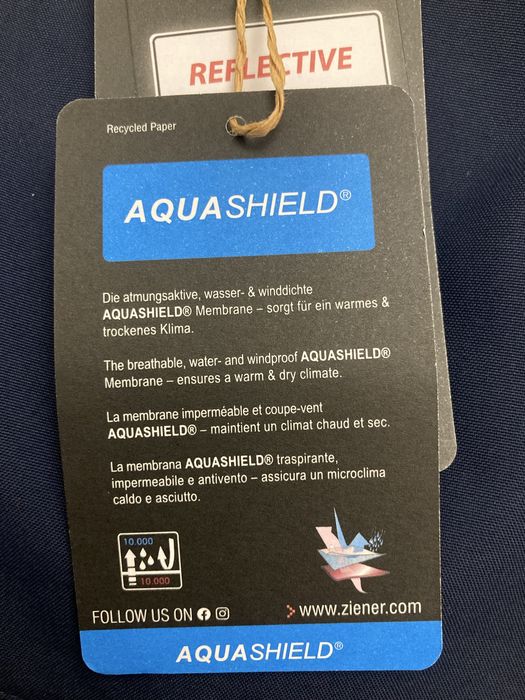 REFLECTIVE
Recycled Paper
AQUASHIELD®
Die atmungsaktive, wasser- & winddichte
AQUASHIELD® Membrane – sorgt für ein warmes &
trockenes Klima.
The breathable, water- and windproof AQUASHIELD®
Membrane – ensures a warm & dry climate.
La membrane imperméable et coupe-vent
AQUASHIELD® – maintient un climat chaud et sec.
La membrana AQUASHIELD® traspirante,
impermeabile e antivento – assicura un microclima
caldo e asciutto.
10.000
10.000
FOLLOW US ON
www.ziener.com
AQUASHIELD®